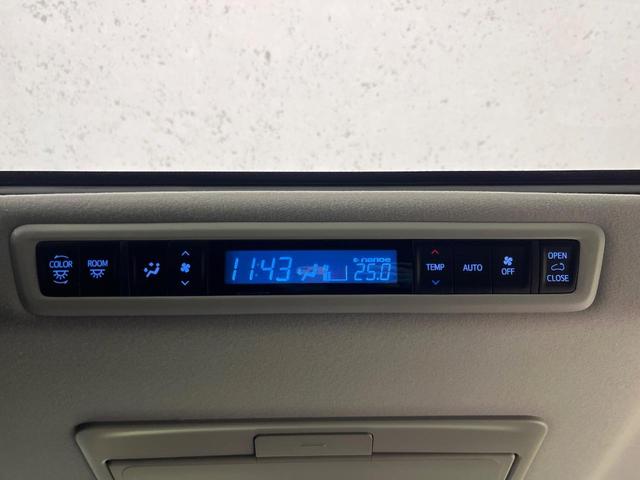 COLOR
ROOM
11:43
nanoe
25.0
TEMP
AUTO
OFF
OPEN
CLOSE